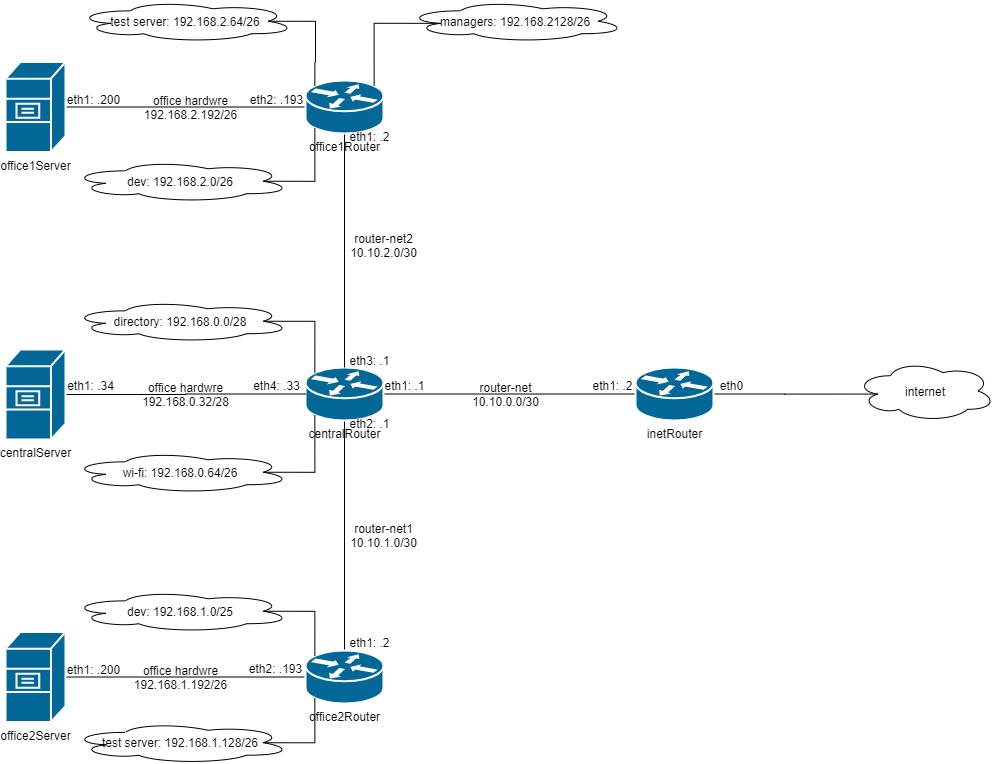 test server: 192.168.2.64/26
managers: 192.168.2128/26
eth1: .200
office hardwre
192.168.2.192/26
eth2: .193
eth1: .2
office1Router
office1Server
dev: 192.168.2.0/26
router-net2
10.10.2.0/30
directory: 192.168.0.0/28
eth3: .1
eth1: .34
office hardwre
192.168.0.32/28
eth4: .33
eth1: .1
router-net
10.10.0.0/30
eth1: .2
eth0
internet
eth2: .1
centralRouter
inetRouter
centralServer
wi-fi: 192.168.0.64/26
router-net1
10.10.1.0/30
dev: 192.168.1.0/25
eth1: .2
eth1: .200
office hardwre
192.168.1.192/26
eth2: .193
office2Router
office2Server
test server: 192.168.1.128/26